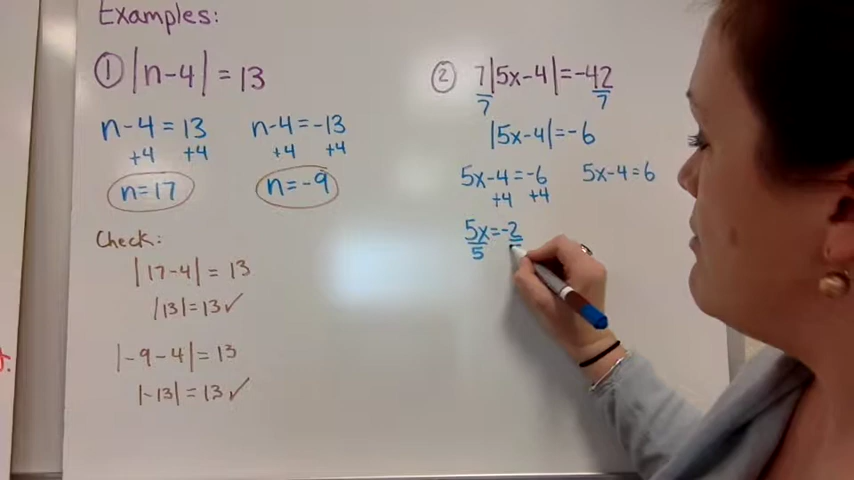 Examples:
① |n-4| = 13
n-4 = 13 n-4 = -13
+4 +4 +4 +4
n = 17 n = -9
Check:
|17-4| = 13
|13| = 13 ✓
|-9-4| = 13
|-13| = 13 ✓
② 7|5x-4| = -42
7 7
|5x-4| = -6
5x-4 = -6 5x-4 = 6
+4 +4
5x = -2
5